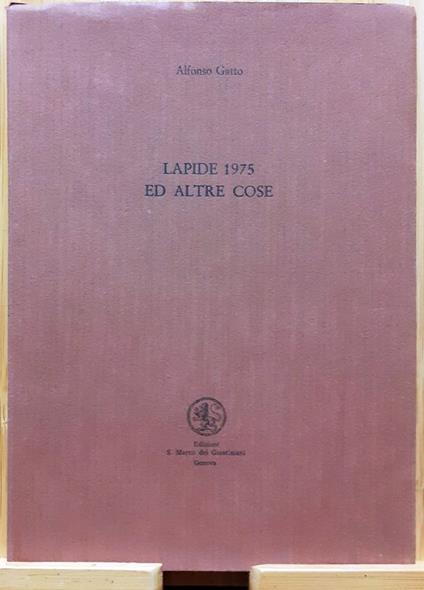 Alfonso Gatto
LAPIDE 1975
ED ALTRE COSE
Edizioni
S. Marco dei Giustiniani
Genova